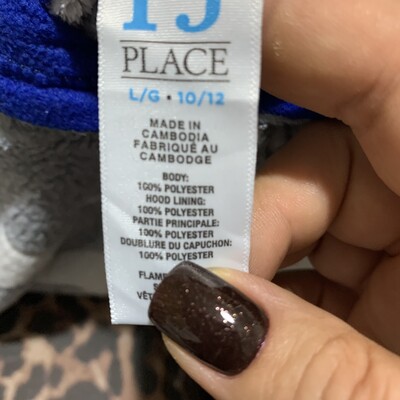 PJ
PLACE
L/G • 10/12
MADE IN
CAMBODIA
FABRIQUÉ AU
CAMBODGE
BODY:
100% POLYESTER
HOOD LINING:
100% POLYESTER
PARTIE PRINCIPALE:
100% POLYESTER
DOUBLURE DU CAPUCHON:
100% POLYESTER